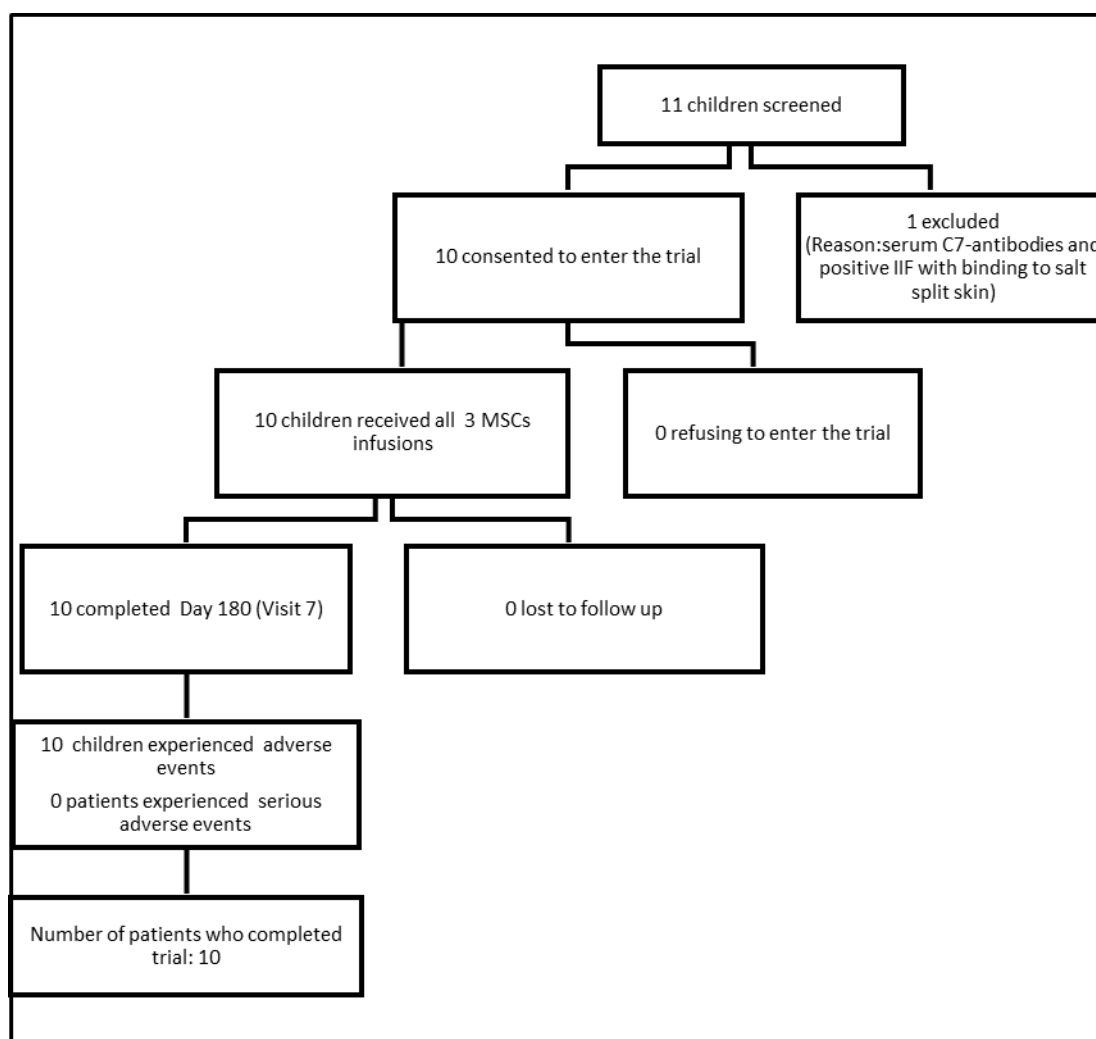 11 children screened
10 consented to enter the trial
1 excluded
(Reason:serum C7-antibodies and
positive IIF with binding to salt
split skin)
10 children received all 3 MSCs
infusions
0 refusing to enter the trial
10 completed Day 180 (Visit 7)
0 lost to follow up
10 children experienced adverse
events
0 patients experienced serious
adverse events
Number of patients who completed
trial: 10